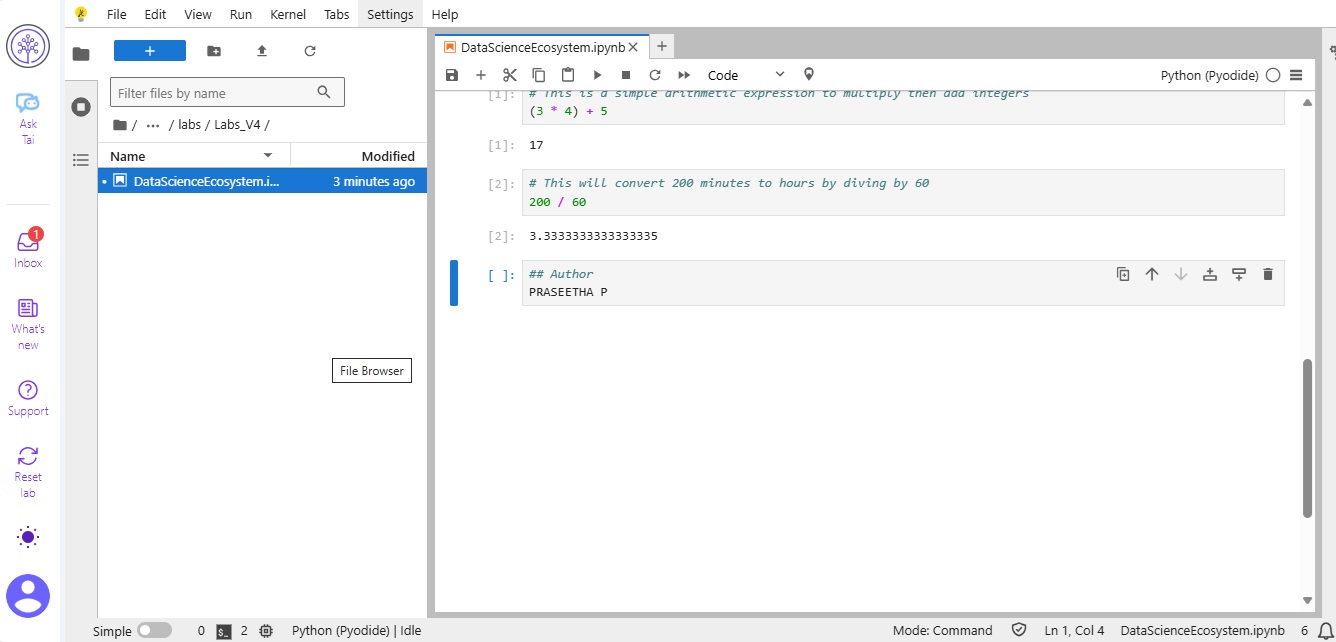 File Edit View Run Kernel Tabs Settings Help
Ask
Tai
1
Inbox
What's
new
Support
Reset
lab
+
Filter files by name
/ ... / labs / Labs_V4 /
Name Modified
DataScienceEcosystem.i... 3 minutes ago
File Browser
DataScienceEcosystem.ipynb × +
Code Python (Pyodide)
[1]: # This is a simple arithmetic expression to multiply then add integers
(3 * 4) + 5
[1]: 17
[2]: # This will convert 200 minutes to hours by diving by 60
200 / 60
[2]: 3.3333333333333335
[ ]: ## Author
PRASEETHA P
Simple 0 $_ 2 Python (Pyodide) | Idle Mode: Command Ln 1, Col 4 DataScienceEcosystem.ipynb 6